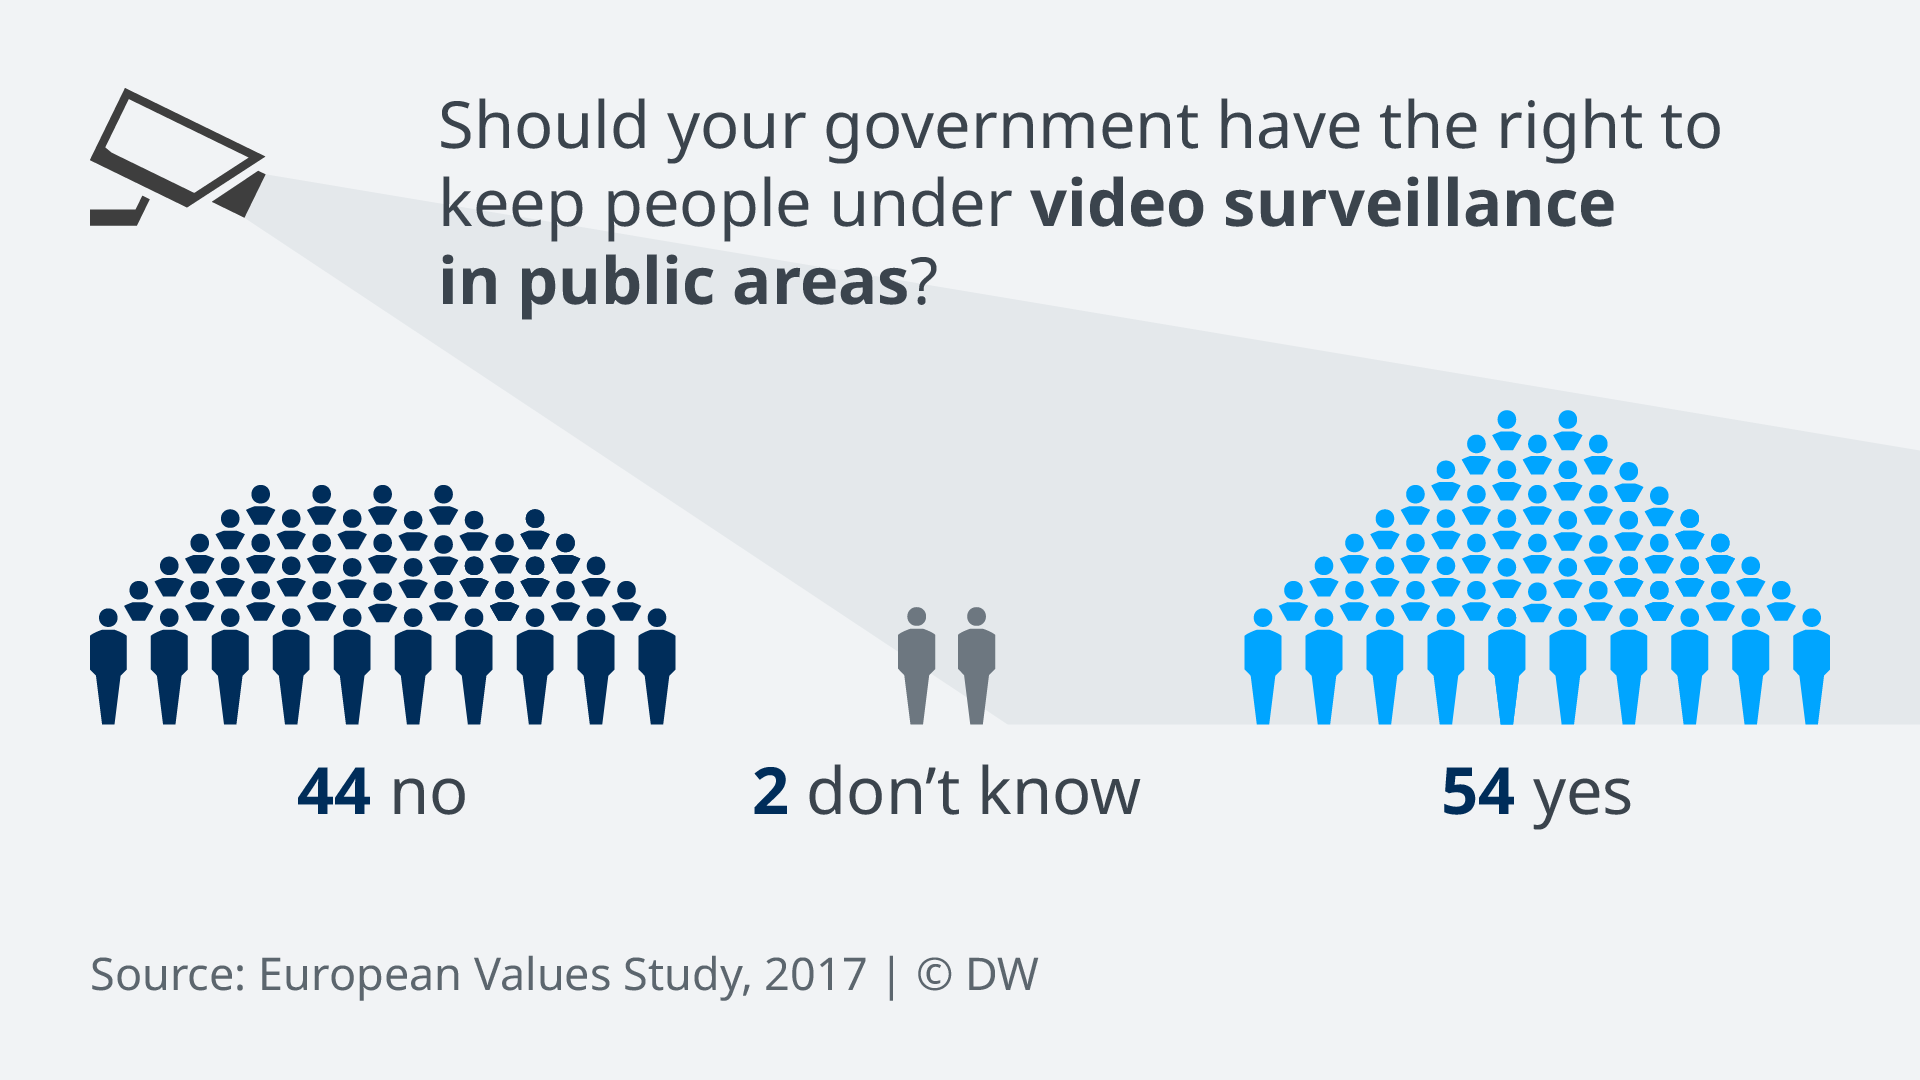 Should your government have the right to
keep people under video surveillance
in public areas?
44 no
2 don’t know
54 yes
Source: European Values Study, 2017 | © DW